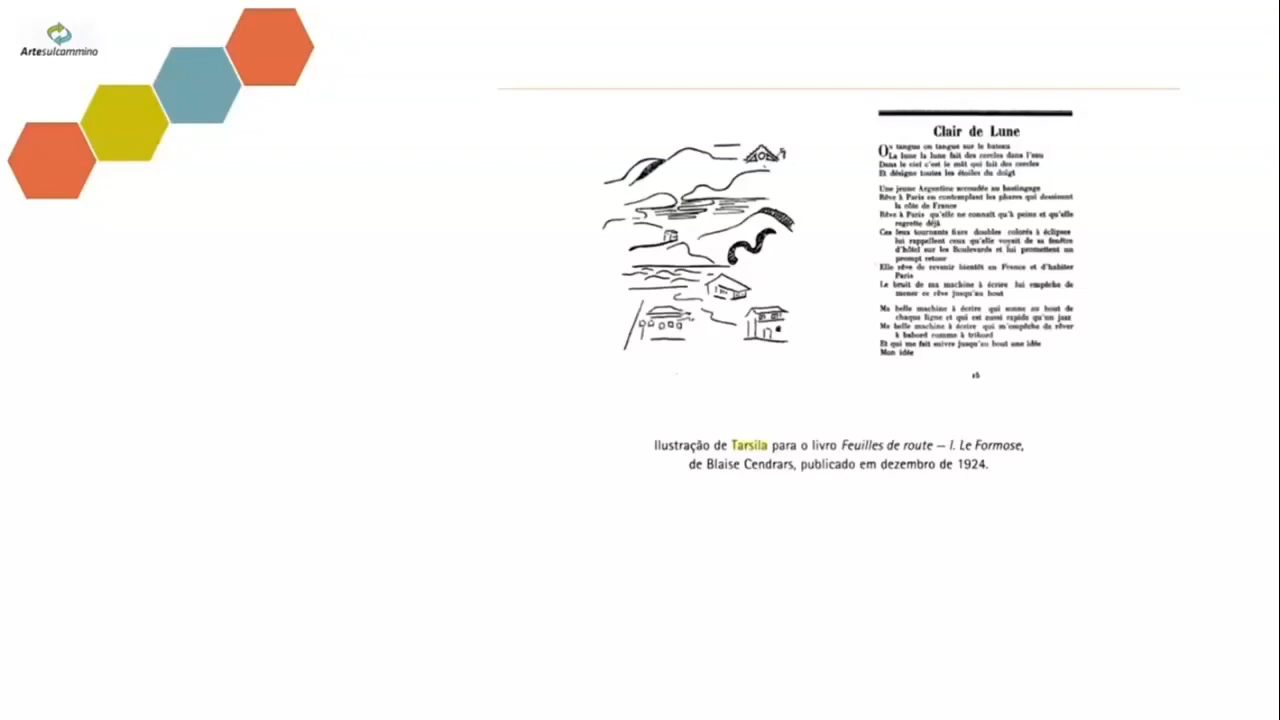 Artesulcammino
Clair de Lune
On tangue on tangue sur le bateau
La lune la lune fait des cercles dans l'eau
Dans le ciel c'est le mât qui fait des cercles
Et désigne toutes les étoiles du doigt
Une jeune Argentine accoudée au bastingage
Rêve à Paris en contemplant les phares qui dessinent
la côte de France
Rêve à Paris qu'elle ne connaît qu'à peine et qu'elle
regrette déjà
Ces feux tournants fixes doubles colorés à éclipses
lui rappellent ceux qu'elle voyait de sa fenêtre
d'hôtel sur les Boulevards et lui promettent un
prompt retour
Elle rêve de revenir bientôt en France et d'habiter
Paris
Le bruit de ma machine à écrire lui empêche de
mener ce rêve jusqu'au bout
Ma belle machine à écrire qui sonne au bout de
chaque ligne et qui est aussi rapide qu'un jazz
Ma belle machine à écrire qui m'empêche de rêver
à babord comme à tribord
Et qui me fait suivre jusqu'au bout une idée
Mon idée
Ilustração de Tarsila para o livro Feuilles de route – I. Le Formose,
de Blaise Cendrars, publicado em dezembro de 1924.